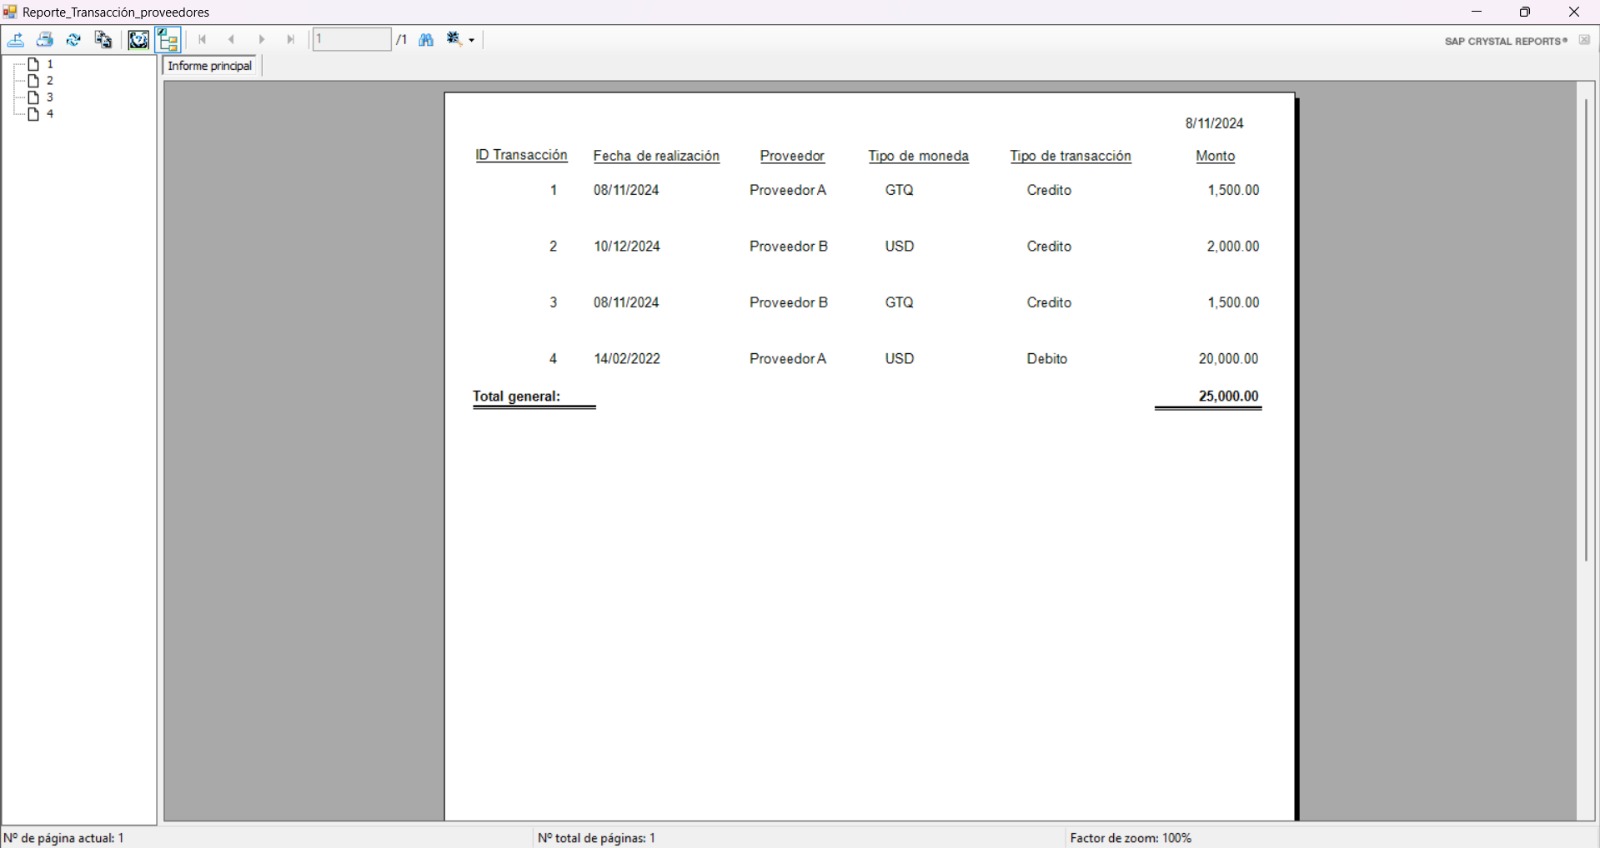 Reporte_Transacción_proveedores
1 /1 SAP CRYSTAL REPORTS®
1
2
3
4
Informe principal
8/11/2024
ID Transacción Fecha de realización Proveedor Tipo de moneda Tipo de transacción Monto
1 08/11/2024 Proveedor A GTQ Credito 1,500.00
2 10/12/2024 Proveedor B USD Credito 2,000.00
3 08/11/2024 Proveedor B GTQ Credito 1,500.00
4 14/02/2022 Proveedor A USD Debito 20,000.00
Total general: 25,000.00
Nº de página actual: 1 Nº total de páginas: 1 Factor de zoom: 100%